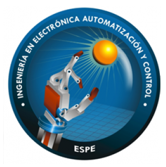 • INGENIERÍA EN ELECTRÓNICA AUTOMATIZACIÓN Y CONTROL •
ESPE